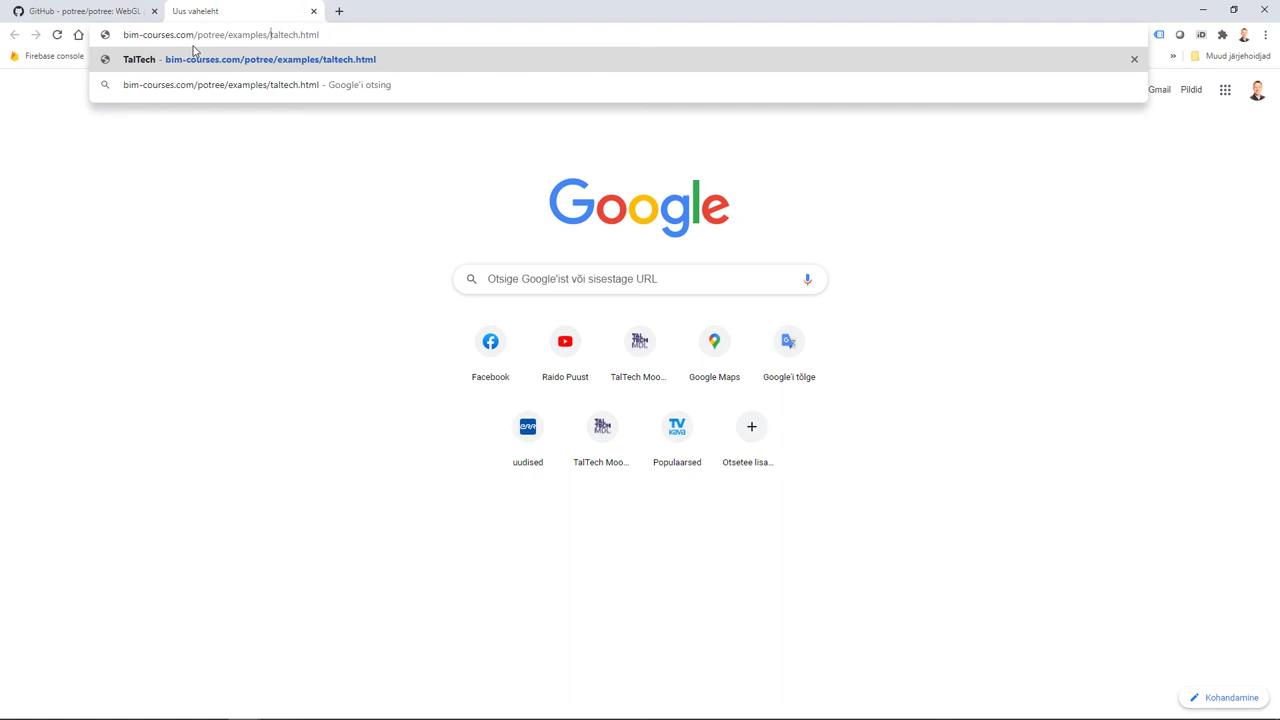 GitHub - potree/potree: WebGL
Uus vaheleht
bim-courses.com/potree/examples/taltech.html
TalTech - bim-courses.com/potree/examples/taltech.html
bim-courses.com/potree/examples/taltech.html - Google'i otsing
Firebase console
»
Muud järjehoidjad
Gmail
Pildid
Google
Otsige Google'ist või sisestage URL
Facebook
Raido Puust
TalTech Moo...
Google Maps
Google'i tõlge
uudised
TalTech Moo...
Populaarsed
Otsetee lisa...
Kohandamine